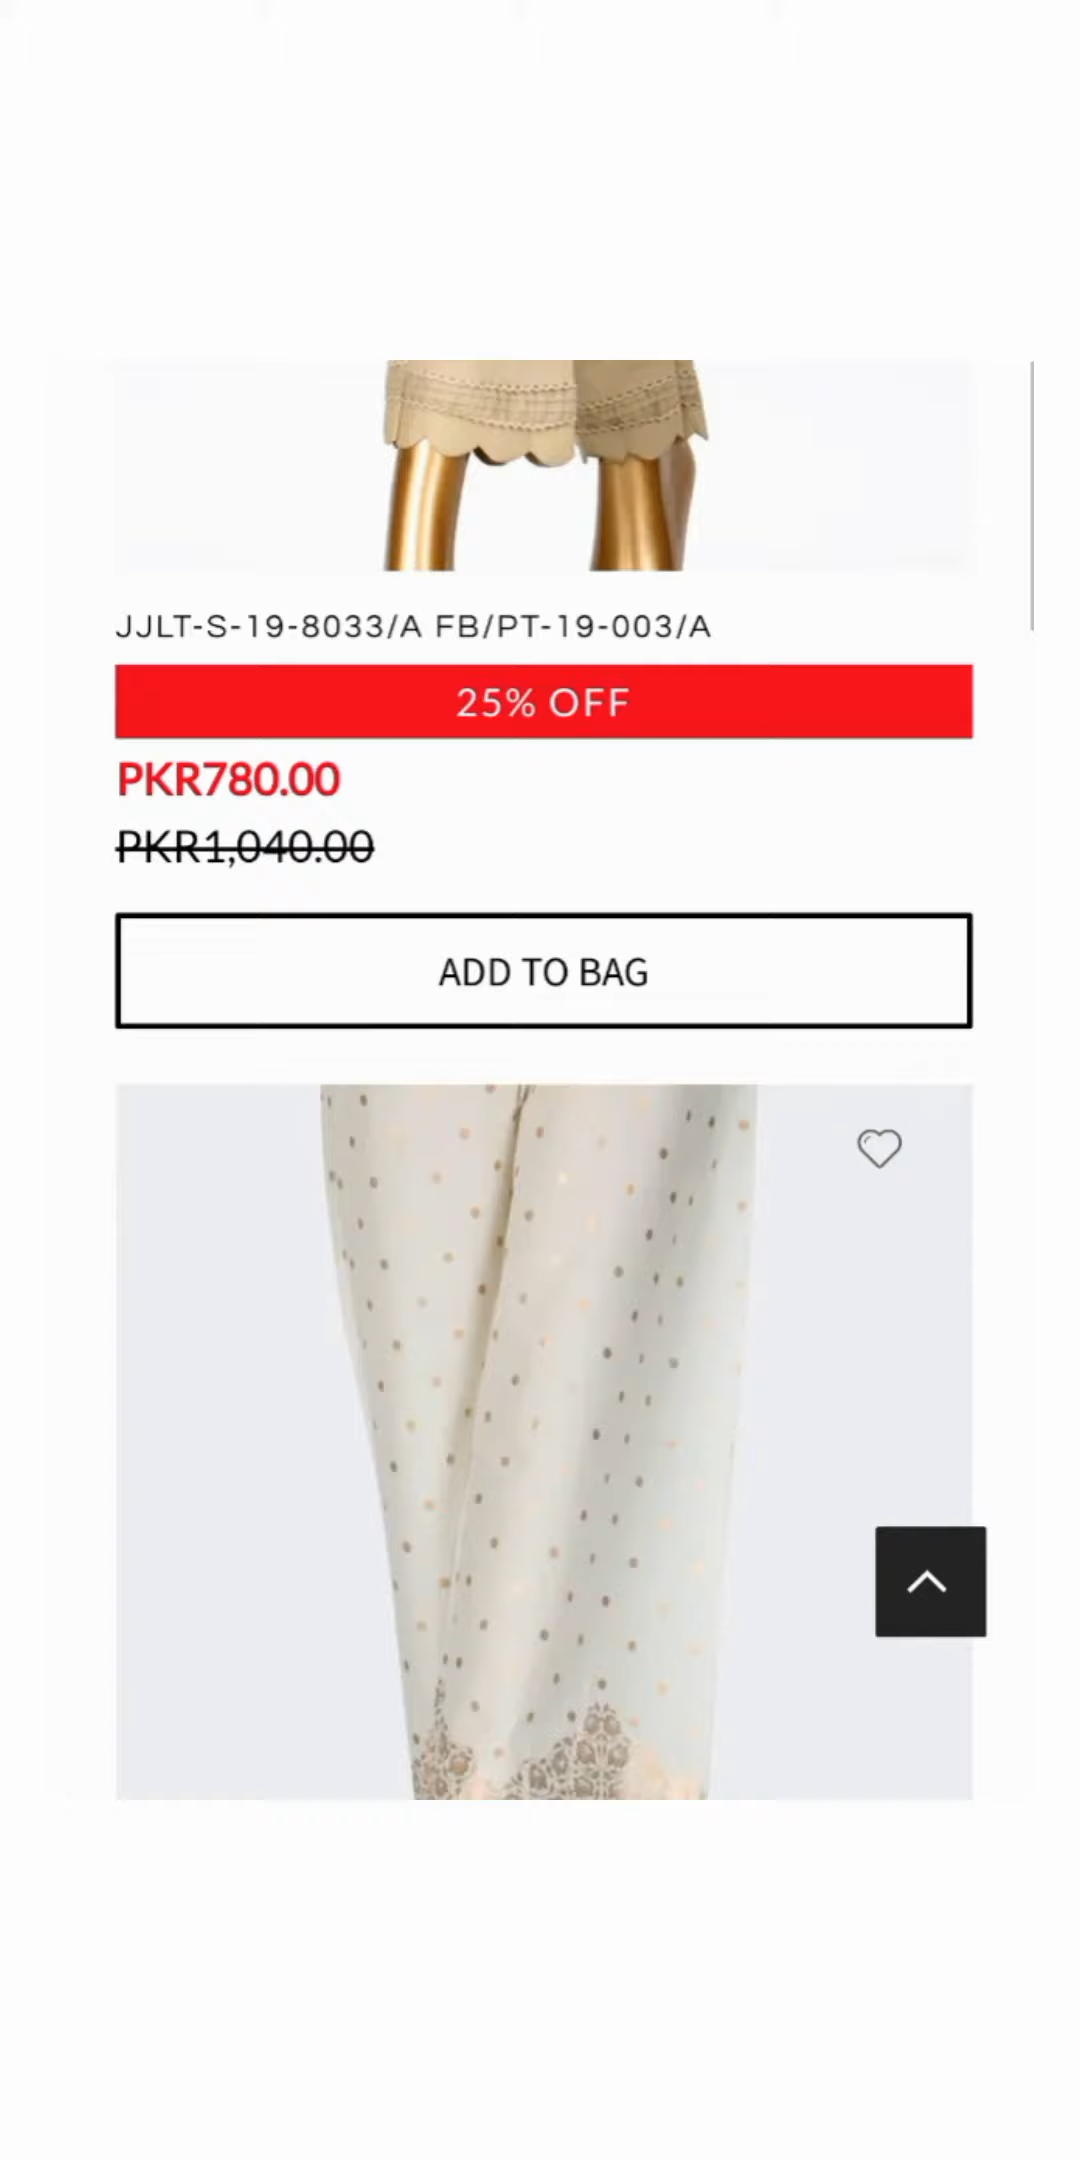 JJLT-S-19-8033/A FB/PT-19-003/A
25% OFF
PKR780.00
PKR1,040.00
ADD TO BAG